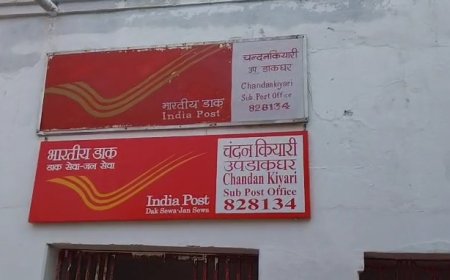 भारतीय डाक
India Post
चन्दनकियारी
उप डाकघर
Chandankiyari
Sub Post Office
828134
भारतीय डाक
डाक सेवा-जन सेवा
India Post
Dak Sewa-Jan Sewa
चंदन कियारी
उपडाकघर
Chandan Kiyari
Sub Post Office
828134